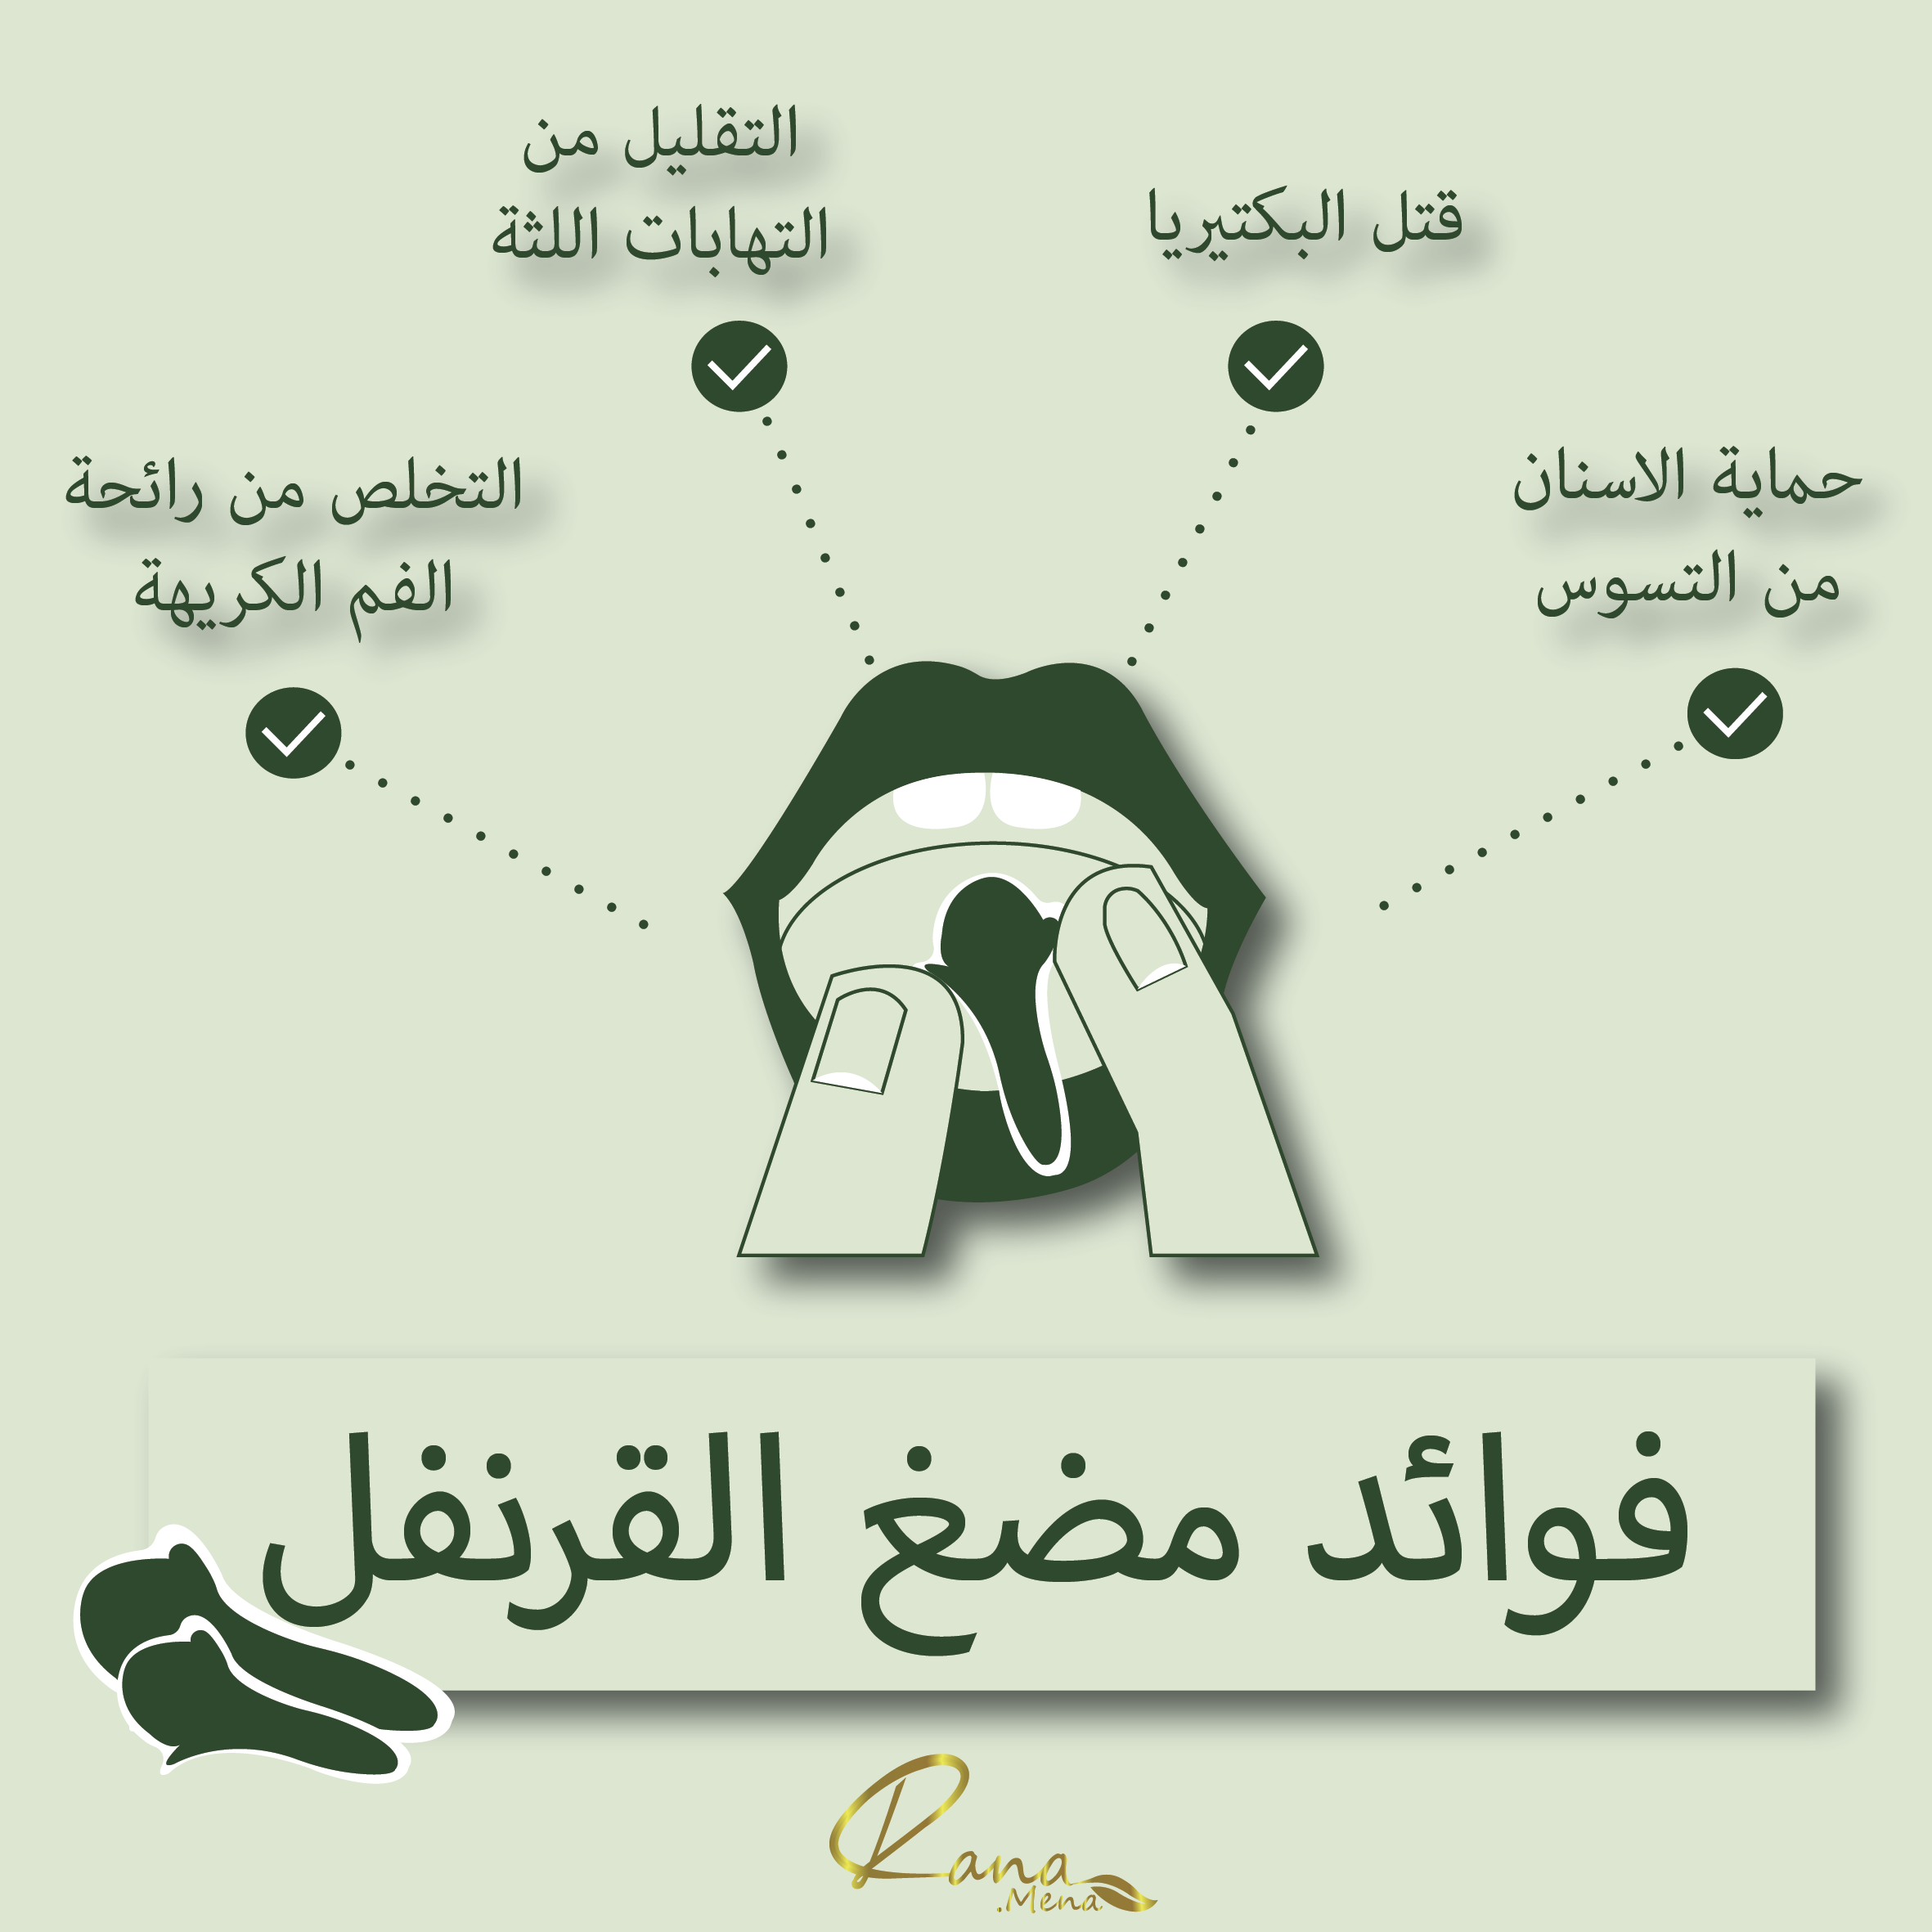 التقليل من
التهابات اللثة
قتل البكتيريا
حماية الاسنان
من التسوس
التخلص من رائحة
الفم الكريهة
فوائد مضغ القرنفل
Rana
.Mena